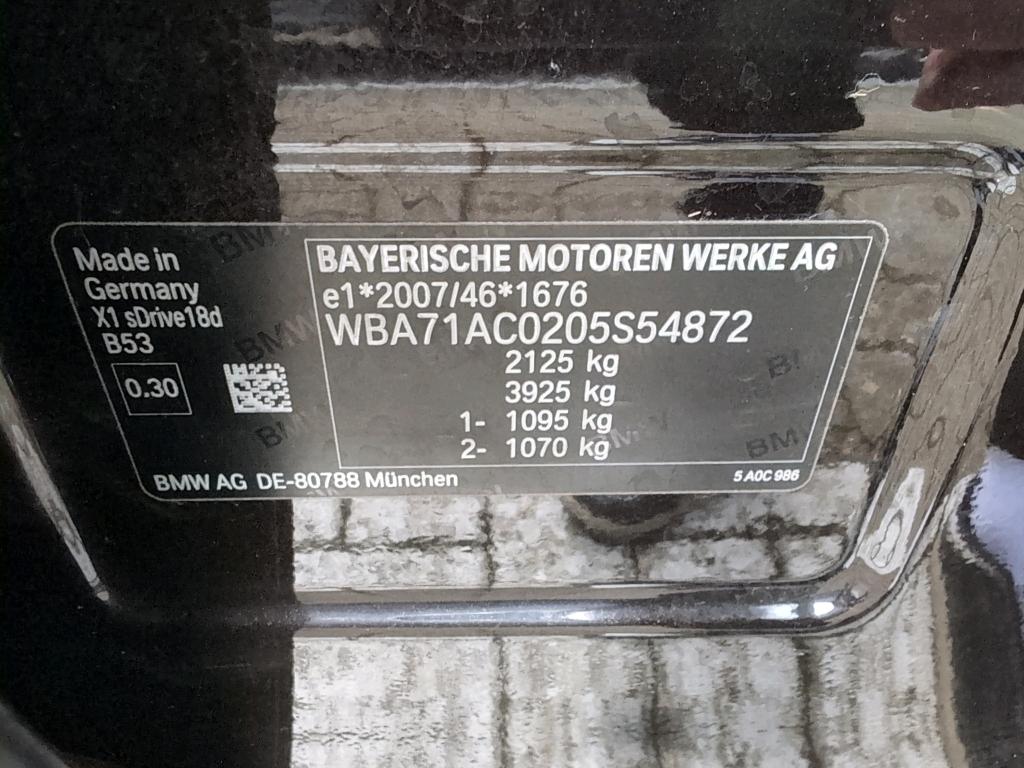 Made in
Germany
X1 sDrive18d
B53
0.30
BAYERISCHE MOTOREN WERKE AG
e1*2007/46*1676
WBA71AC0205S54872
2125 kg
3925 kg
1- 1095 kg
2- 1070 kg
BMW AG DE-80788 München
5 A0C 986